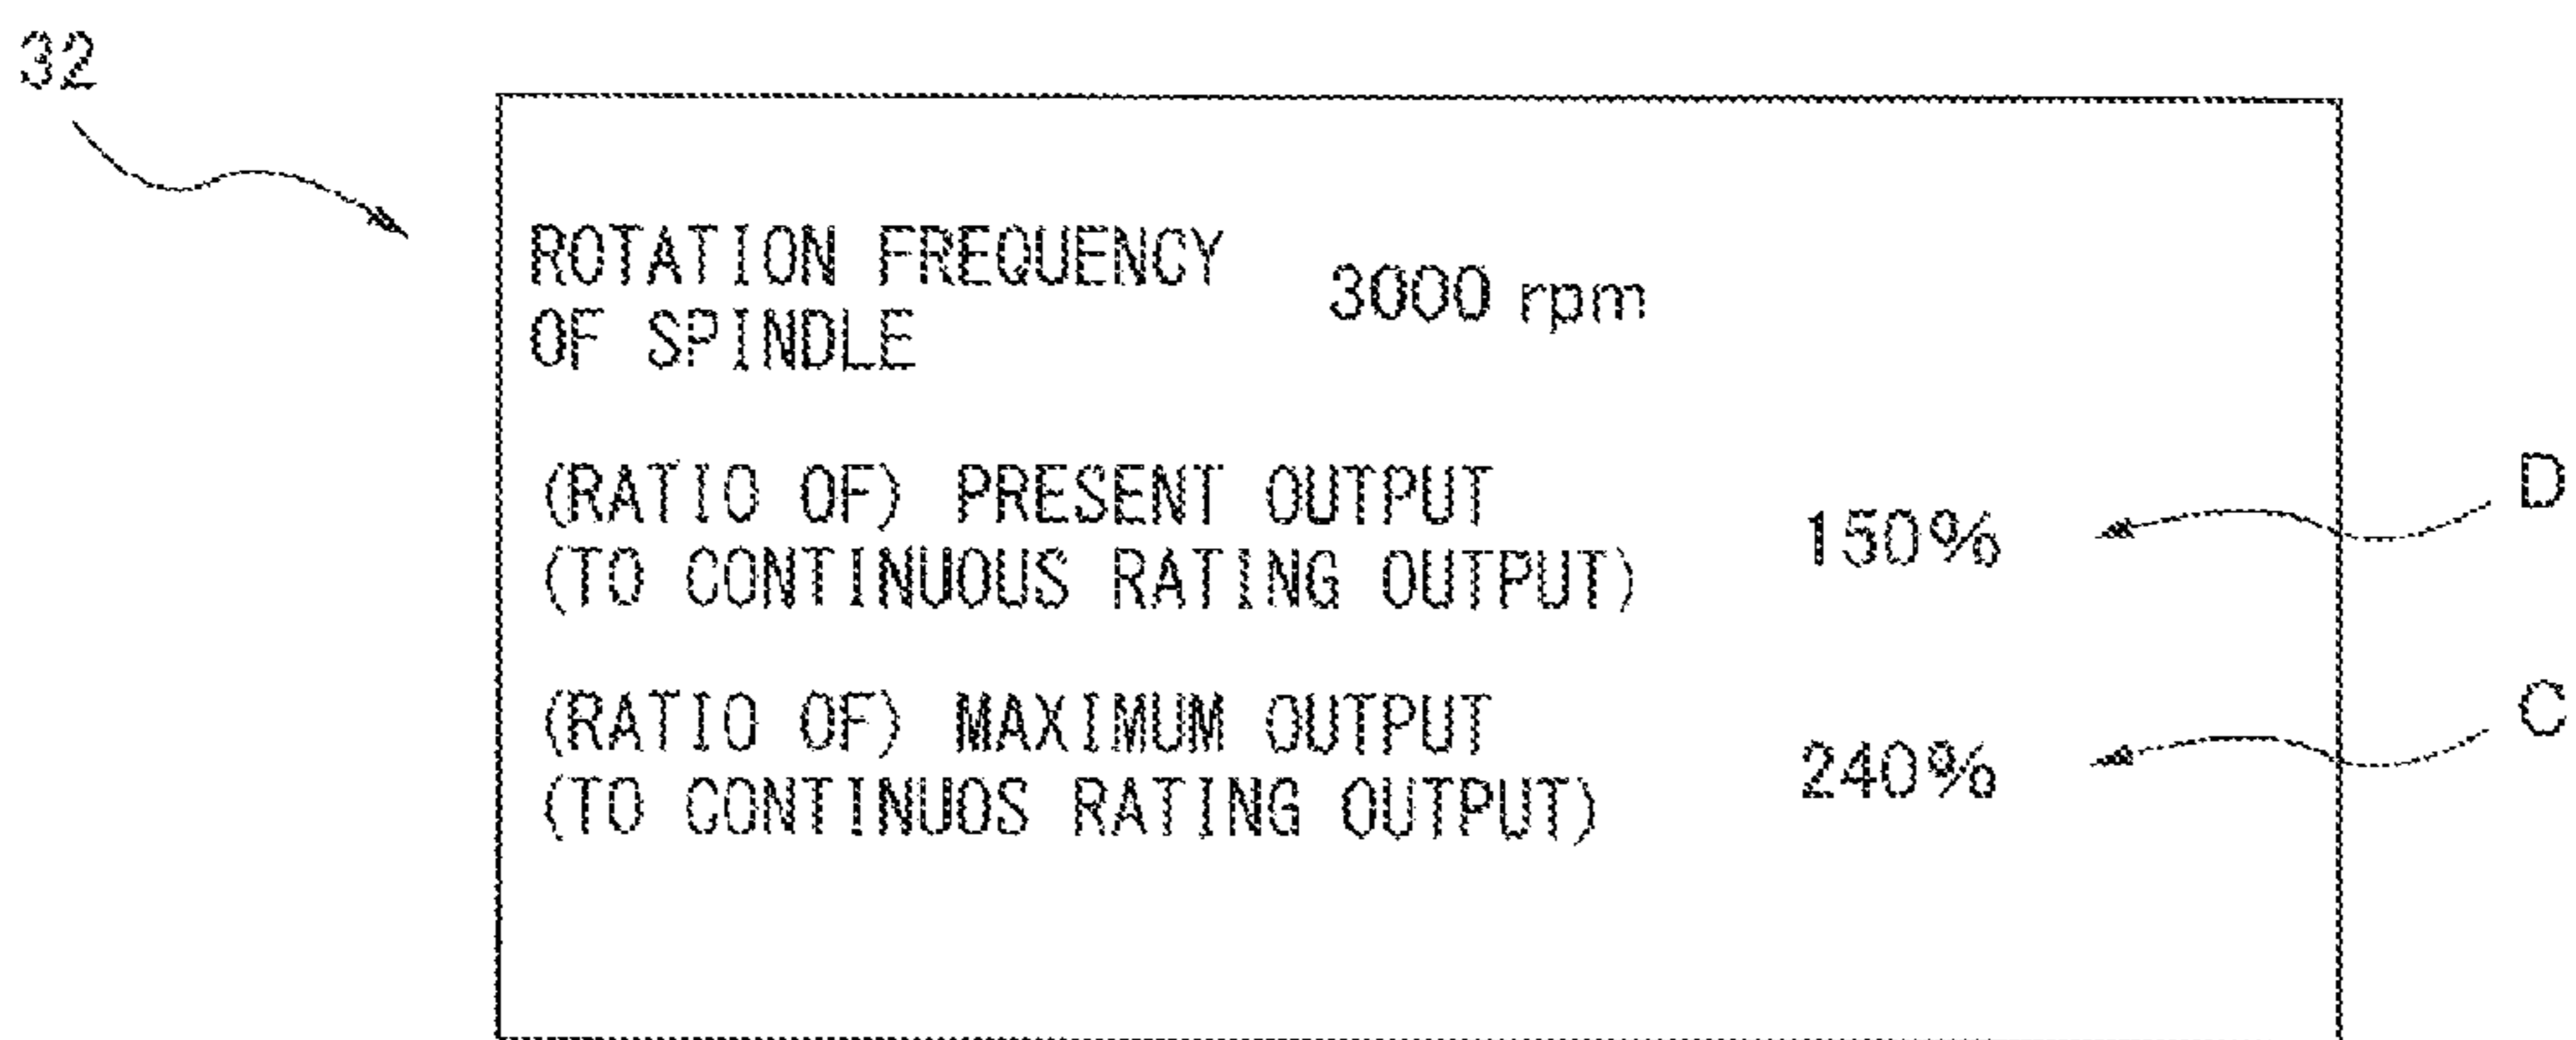 32
ROTATION FREQUENCY
OF SPINDLE
3000 rpm
(RATIO OF) PRESENT OUTPUT
(TO CONTINUOUS RATING OUTPUT)
150%
D
(RATIO OF) MAXIMUM OUTPUT
(TO CONTINUOS RATING OUTPUT)
240%
C